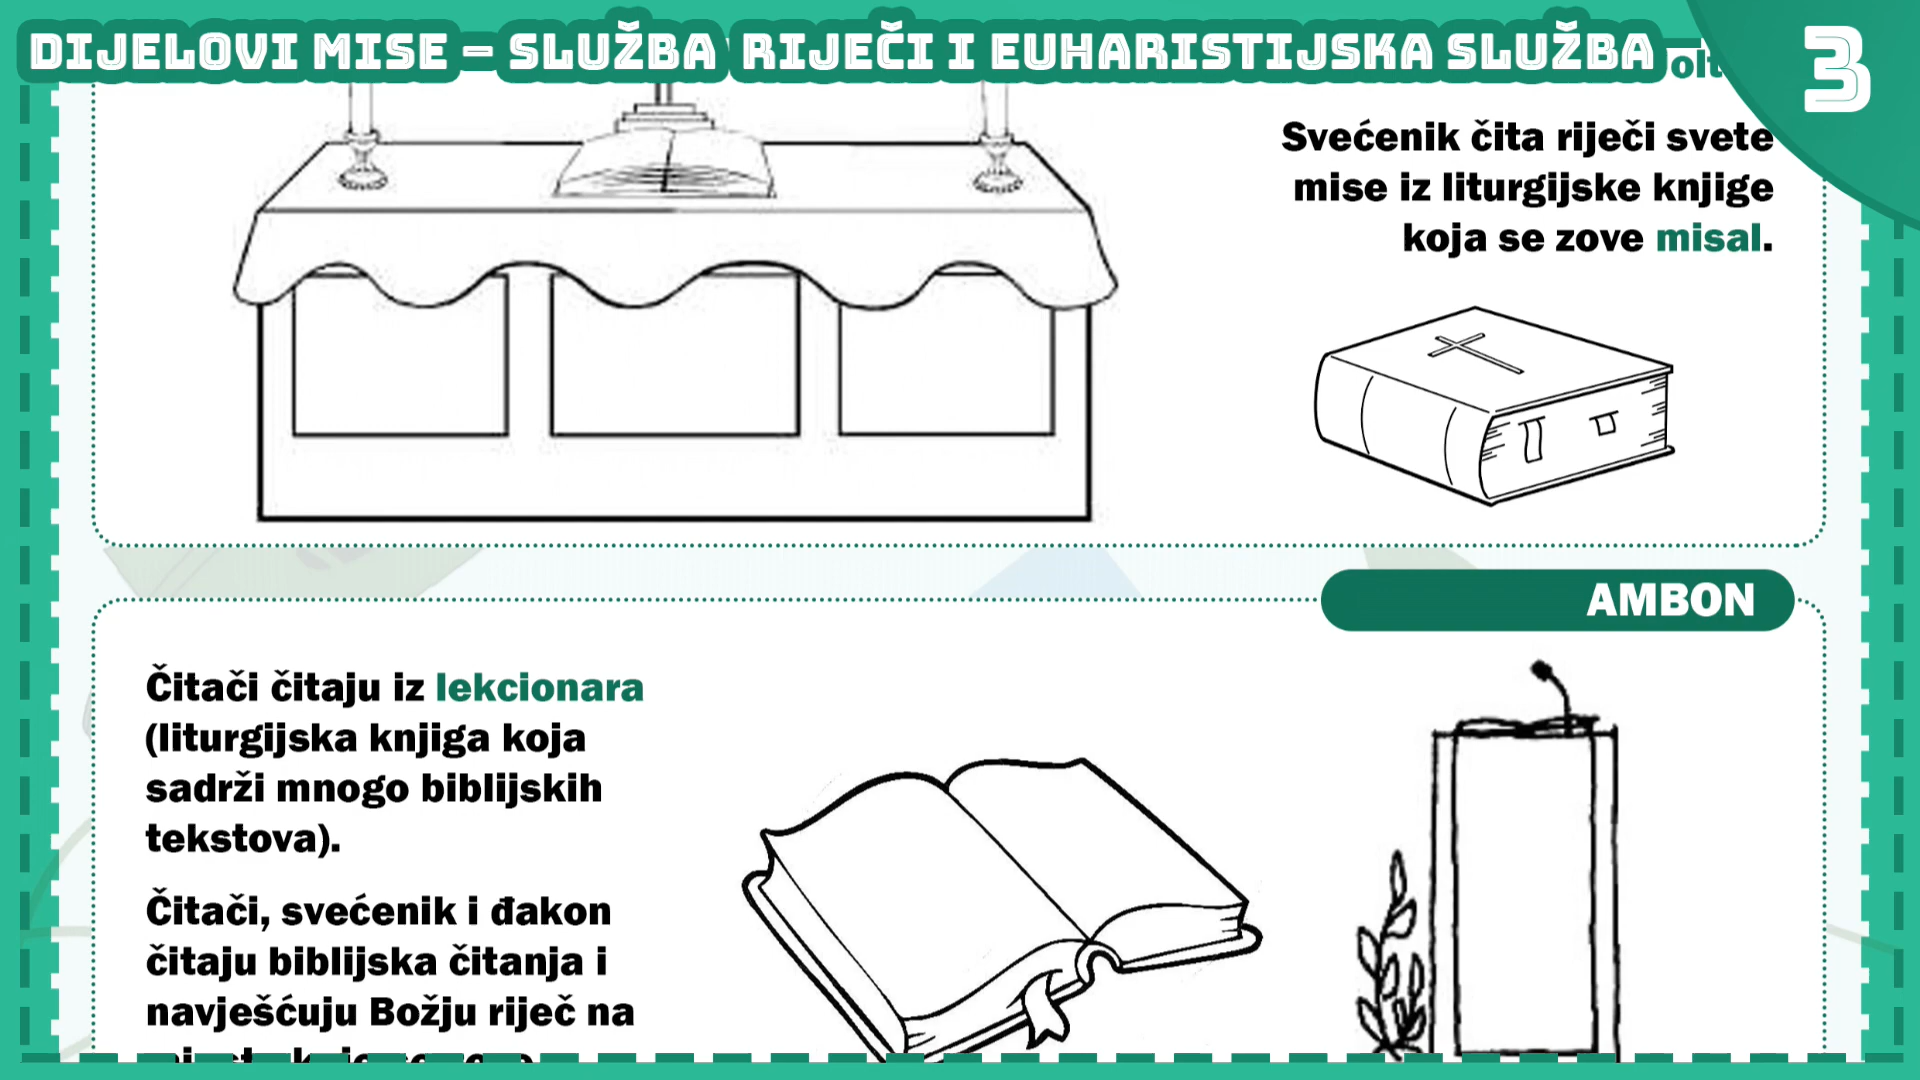 DIJELOVI MISE – SLUŽBA RIJEČI I EUHARISTIJSKA SLUŽBA
3
Svećenik čita riječi svete
mise iz liturgijske knjige
koja se zove misal.
AMBON
Čitači čitaju iz lekcionara
(liturgijska knjiga koja
sadrži mnogo biblijskih
tekstova).
Čitači, svećenik i đakon
čitaju biblijska čitanja i
navješćuju Božju riječ na